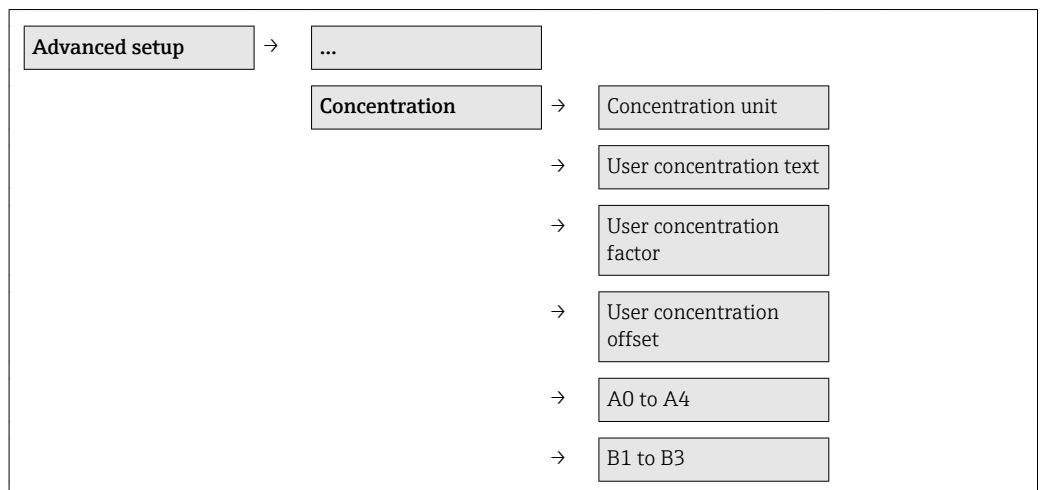 Advanced setup → ...
Concentration → Concentration unit
→ User concentration text
→ User concentration
factor
→ User concentration
offset
→ A0 to A4
→ B1 to B3